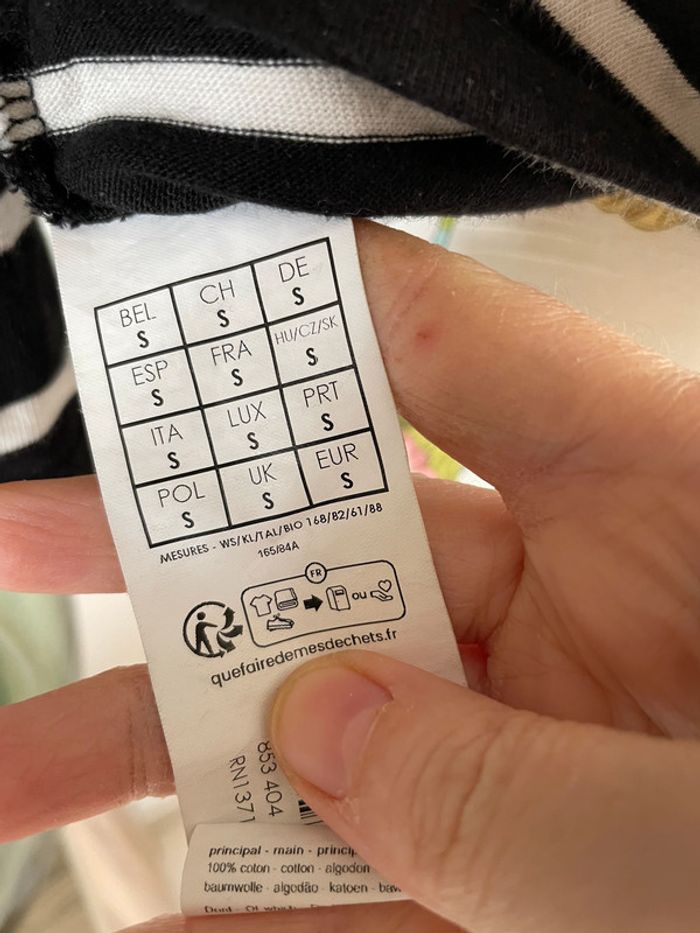 BEL CH DE
S S S
ESP FRA HU/CZ/SK
S S S
ITA LUX PRT
S S S
POL UK EUR
S S S
MESURES - WS/KL/TAL/BIO 168/82/61/88
165/84A
FR
ou
quefairedemesdechets.fr
853 404
RN1371
principal - main -
100% coton - cotton - algodon
baumwolle - algodão - katoen -